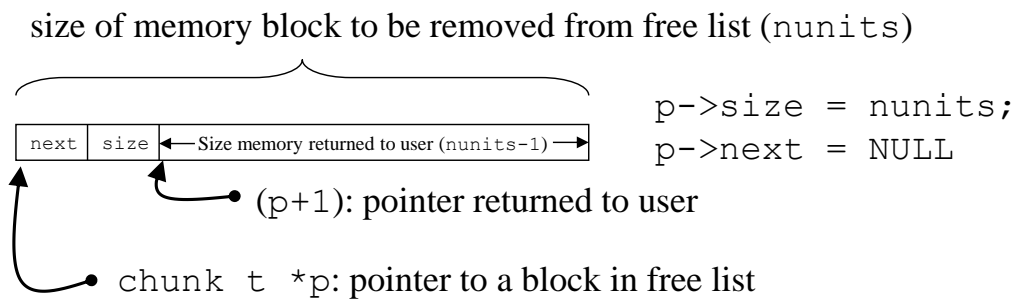 size of memory block to be removed from free list (nunits)
p->size = nunits;
next size Size memory returned to user (nunits-1)
p->next = NULL
(p+1): pointer returned to user
chunk t *p: pointer to a block in free list